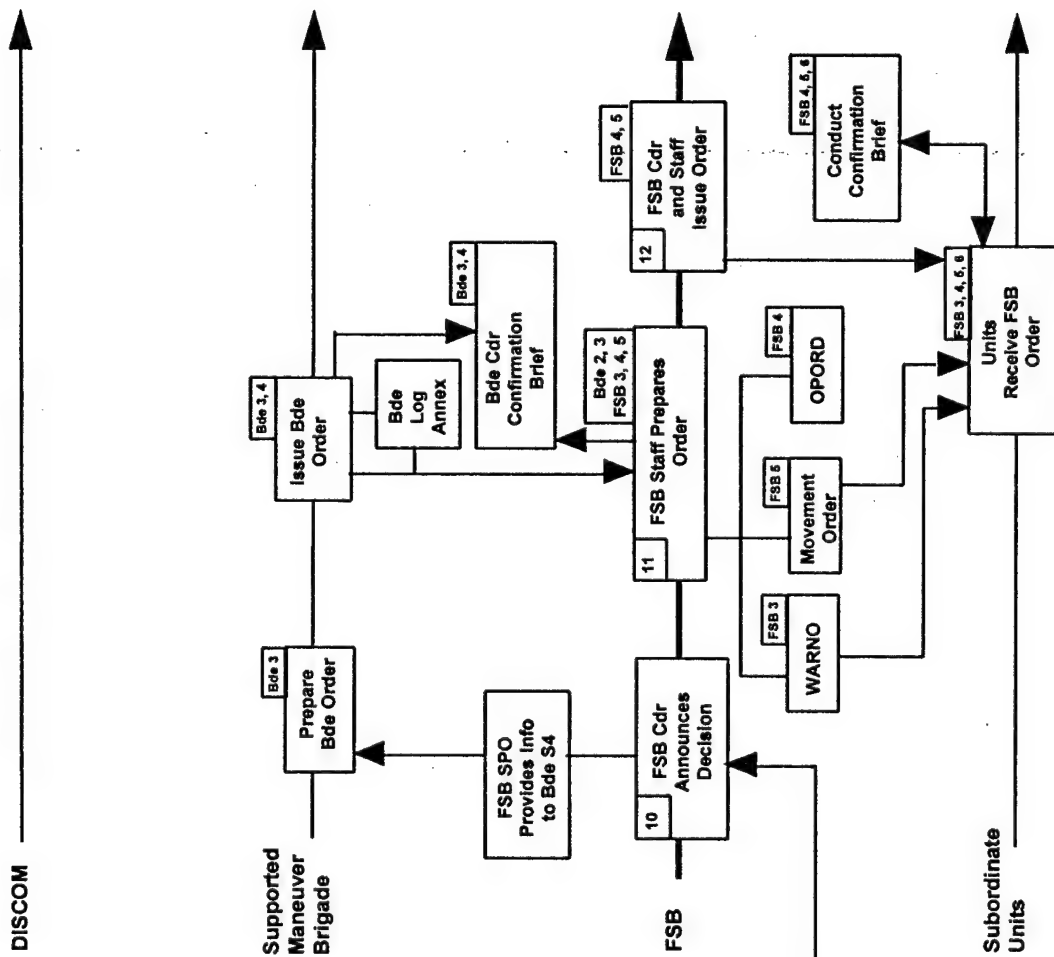 DISCOM
Supported
Maneuver
Brigade
Bde 3
Prepare
Bde Order
Bde 3, 4
Issue Bde
Order
Bde
Log
Annex
Bde 3, 4
Bde Cdr
Confirmation
Brief
FSB SPO
Provides Info
to Bde S4
FSB
10
FSB Cdr
Announces
Decision
Bde 2, 3
FSB 3, 4, 5
11
FSB Staff Prepares
Order
FSB 4, 5
12
FSB Cdr
and Staff
Issue Order
FSB 3
WARNO
FSB 5
Movement
Order
FSB 4
OPORD
FSB 4, 5, 6
Conduct
Confirmation
Brief
Subordinate
Units
FSB 3, 4, 5, 6
Units
Receive FSB
Order